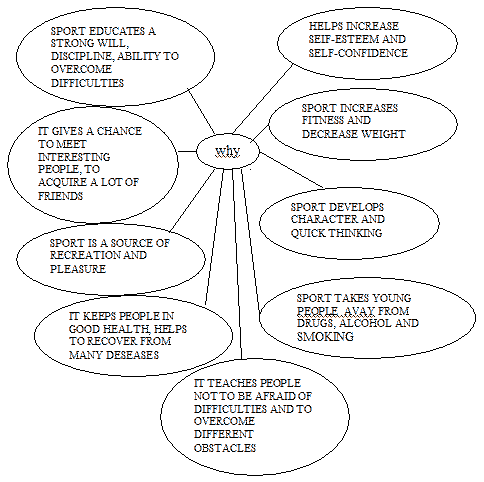 SPORT EDUCATES A
STRONG WILL,
DISCIPLINE, ABILITY TO
OVERCOME
DIFFICULTIES
HELPS INCREASE
SEIF-ESTEEM AND
SELF-CONFIDENCE
SPORT INCREASES
FITNESS AND
DECREASE WEIGHT
IT GIVES A CHANCE
TO MEET
INTERESTING
PEOPLE, TO
ACQUIRE A LOT OF
FRIENDS
why
SPORT DEVELOPS
CHARACTER AND
QUICK THINKING
SPORT IS A SOURCE OF
RECREATION AND
PLEASURE
SPORT TAKES YOUNG
PEOPLE AVAY FROM
DRUGS, ALCOHOL AND
SMOKING
IT KEEPS PEOPLE IN
GOOD HEALTH, HELPS
TO RECOVER FROM
MANY DESEASES
IT TEACHES PEOPLE
NOT TO BE AFRAID OF
DIFFICULTIES AND TO
OVERCOME
DIFFERENT
OBSTACLES